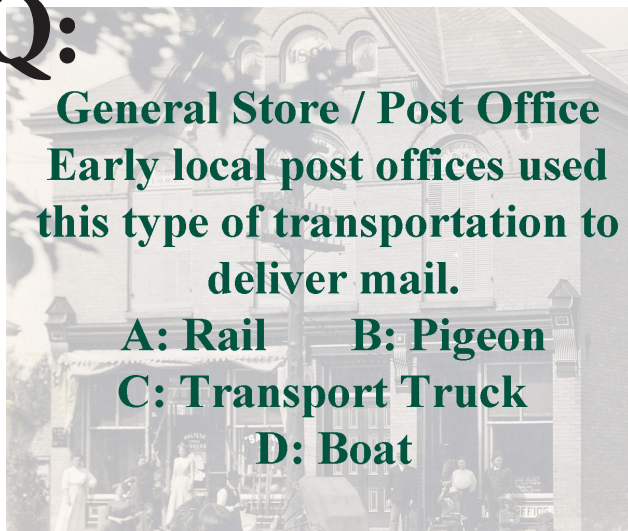 Q:
General Store / Post Office
Early local post offices used
this type of transportation to
deliver mail.
A: Rail B: Pigeon
C: Transport Truck
D: Boat